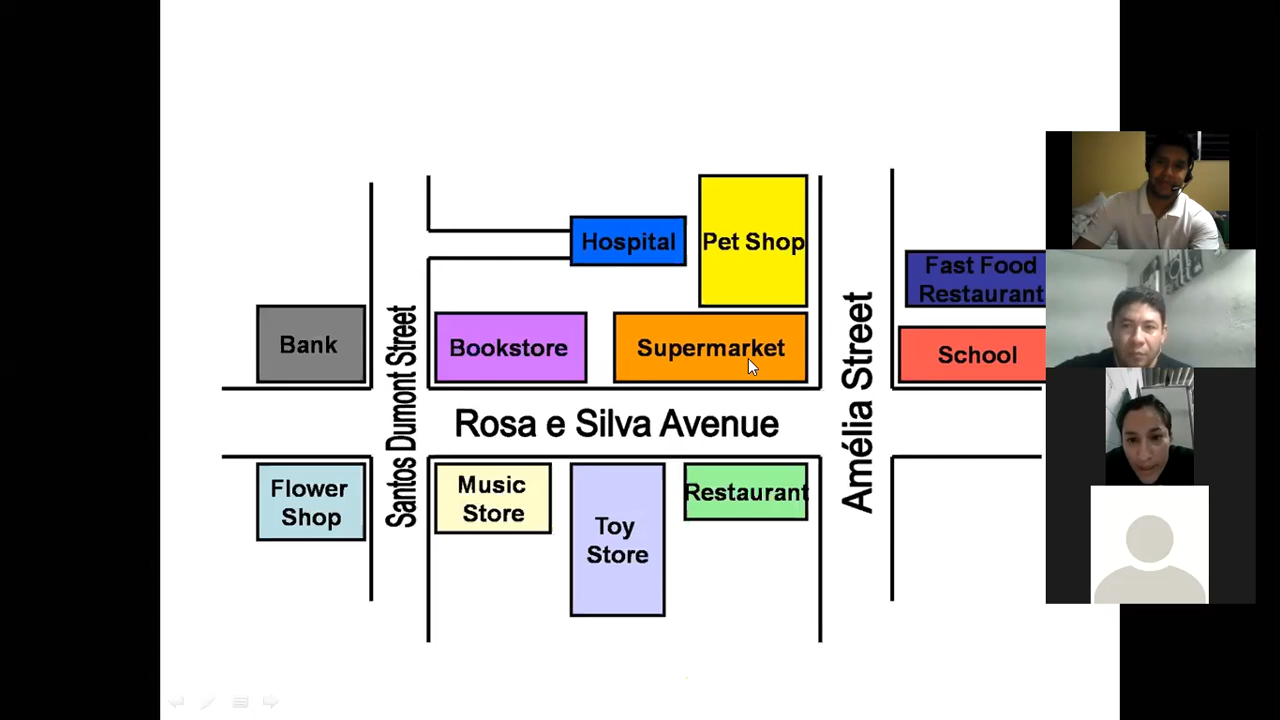 Hospital
Pet Shop
Fast Food
Restaurant
Bank
Santos Dumont Street
Bookstore
Supermarket
Amélia Street
School
Rosa e Silva Avenue
Flower
Shop
Music
Store
Toy
Store
Restaurant